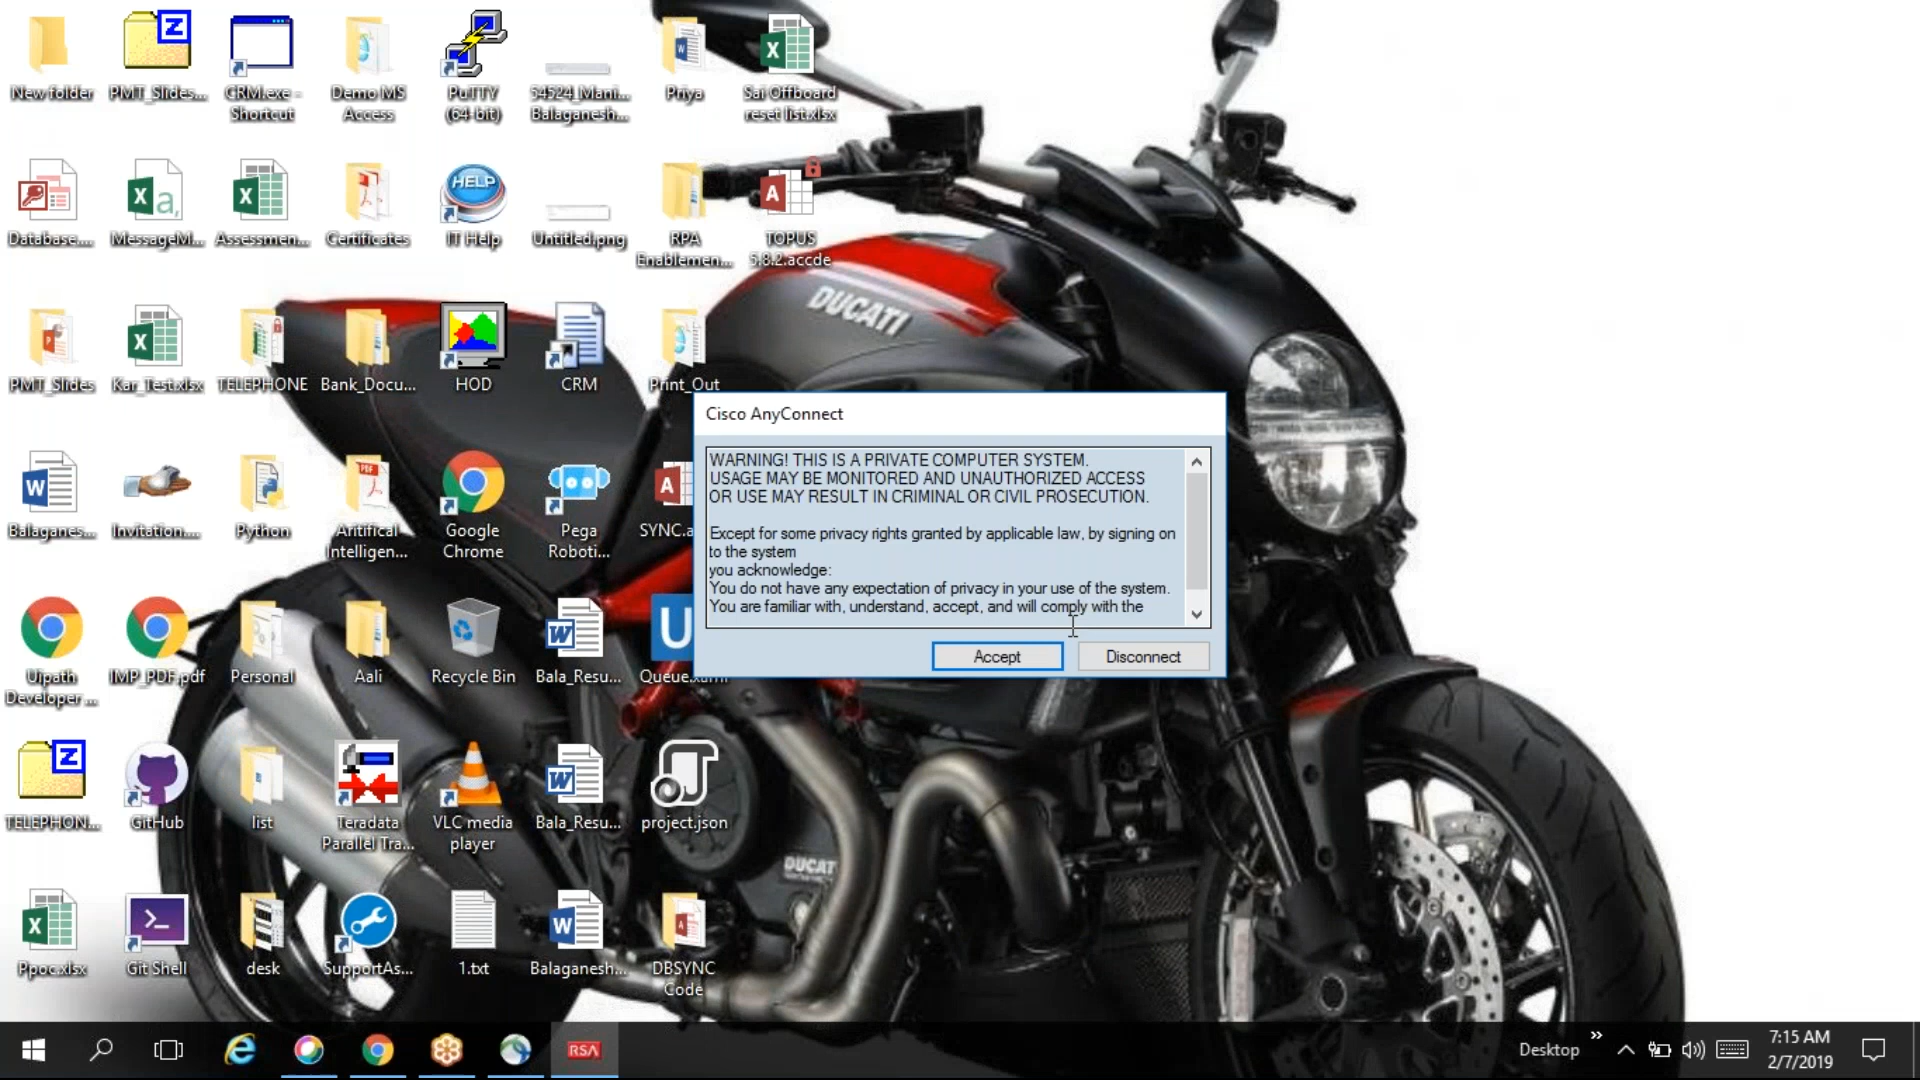 New folder
PMT_Slides...
CRM.exe -
Shortcut
Demo MS
Access
PuTTY
(64-bit)
54524_Mani...
Balaganesh...
Priya
Sai Offboard
reset list.xlsx
Database....
MessageM...
Assessmen...
Certificates
HELP
IT Help
Untitled.png
RPA
Enablemen...
TOPUS
5.8.2.accde
DUCATI
PMT_Slides
Kar_Test.xlsx
TELEPHONE
Bank_Docu...
HOD
CRM
Print_Out
Cisco AnyConnect
WARNING! THIS IS A PRIVATE COMPUTER SYSTEM.
USAGE MAY BE MONITORED AND UNAUTHORIZED ACCESS
OR USE MAY RESULT IN CRIMINAL OR CIVIL PROSECUTION.
Except for some privacy rights granted by applicable law, by signing on
to the system
you acknowledge:
You do not have any expectation of privacy in your use of the system.
You are familiar with, understand, accept, and will comply with the
Accept
Disconnect
Balaganes...
Invitation....
Python
Aritifical
Intelligen...
Google
Chrome
Pega
Roboti...
SYNC.a
Uipath
Developer ...
IMP_PDF.pdf
Personal
Aali
Recycle Bin
Bala_Resu...
Queue.xaml
TELEPHON...
GitHub
list
Teradata
Parallel Tra...
VLC media
player
Bala_Resu...
project.json
DUCATI
Ppoc.xlsx
Git Shell
desk
SupportAs...
1.txt
Balaganesh...
DBSYNC
Code
RSA
Desktop
7:15 AM
2/7/2019